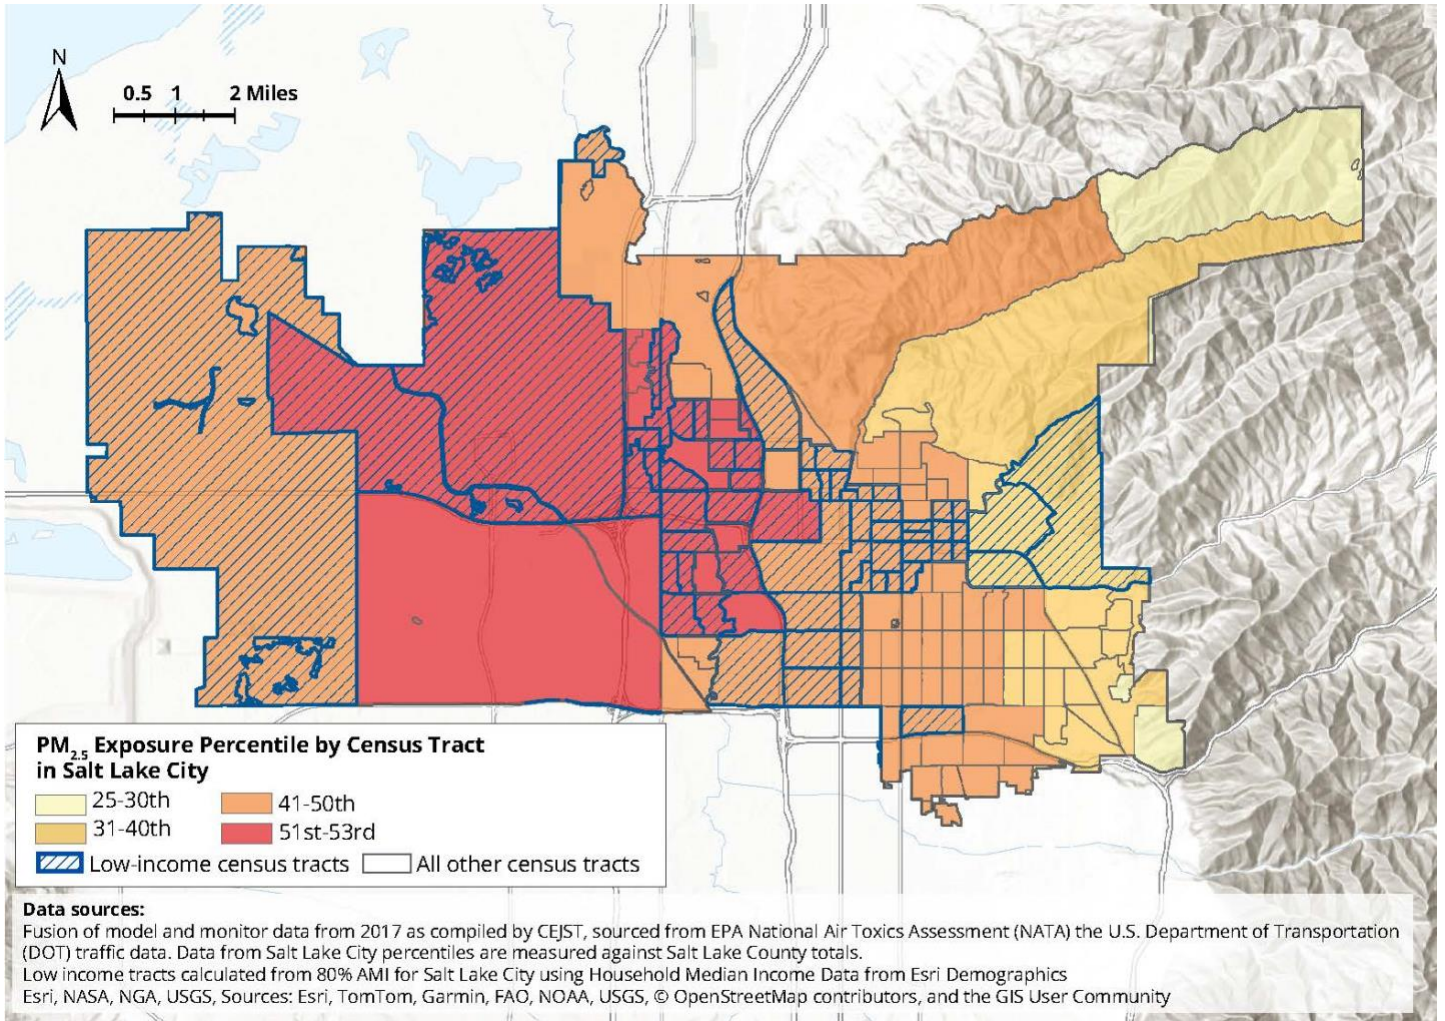 N
0.5 1 2 Miles
PM2.5 Exposure Percentile by Census Tract
in Salt Lake City
25-30th 41-50th
31-40th 51st-53rd
Low-income census tracts All other census tracts
Data sources:
Fusion of model and monitor data from 2017 as compiled by CEJST, sourced from EPA National Air Toxics Assessment (NATA) the U.S. Department of Transportation
(DOT) traffic data. Data from Salt Lake City percentiles are measured against Salt Lake County totals.
Low income tracts calculated from 80% AMI for Salt Lake City using Household Median Income Data from Esri Demographics
Esri, NASA, NGA, USGS, Sources: Esri, TomTom, Garmin, FAO, NOAA, USGS, © OpenStreetMap contributors, and the GIS User Community